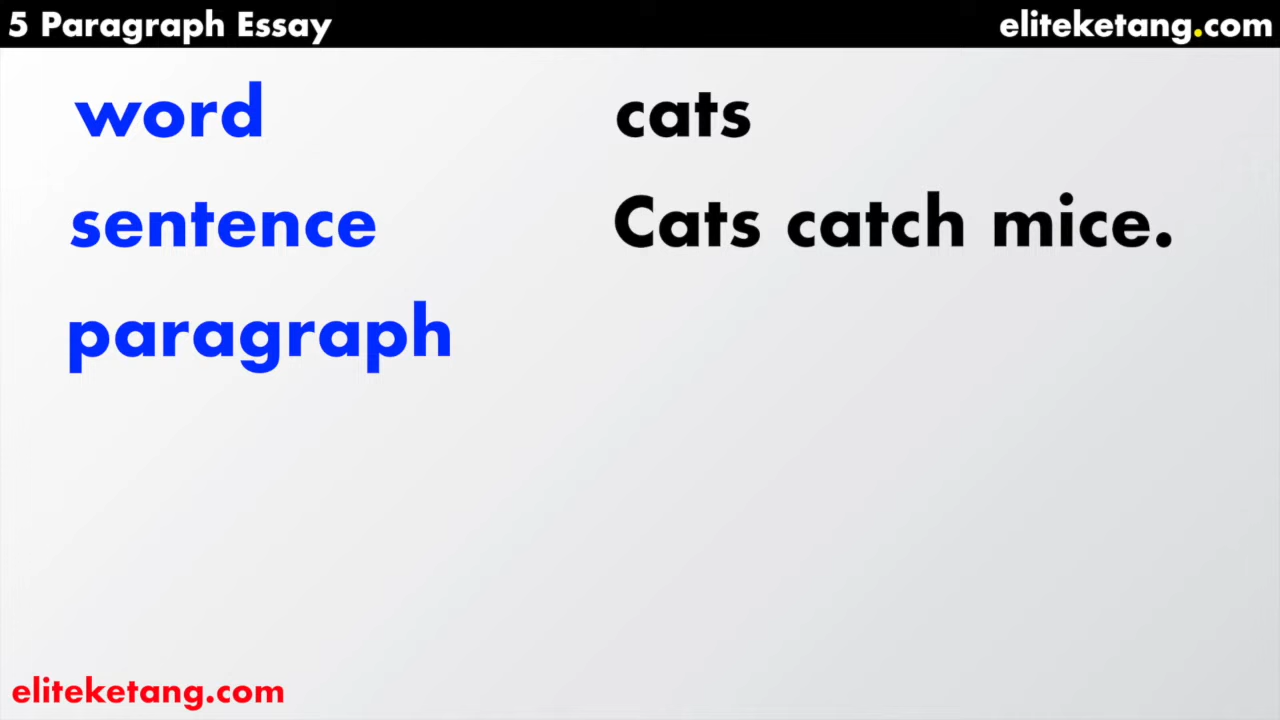 5 Paragraph Essay eliteketang.com
word cats
sentence Cats catch mice.
paragraph
eliteketang.com